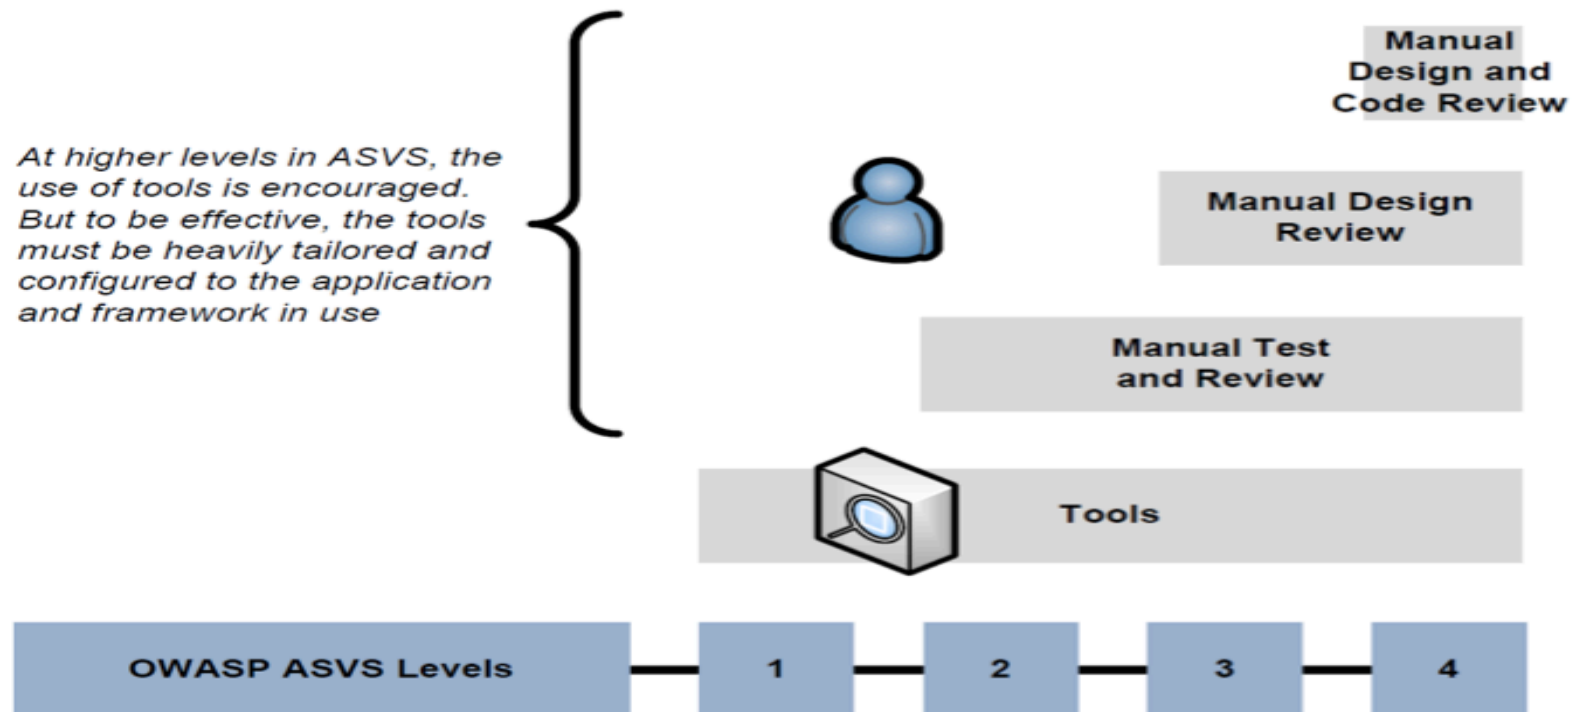 Manual
Design and
Code Review
At higher levels in ASVS, the
use of tools is encouraged.
But to be effective, the tools
must be heavily tailored and
configured to the application
and framework in use
Manual Design
Review
Manual Test
and Review
Tools
OWASP ASVS Levels
1
2
3
4